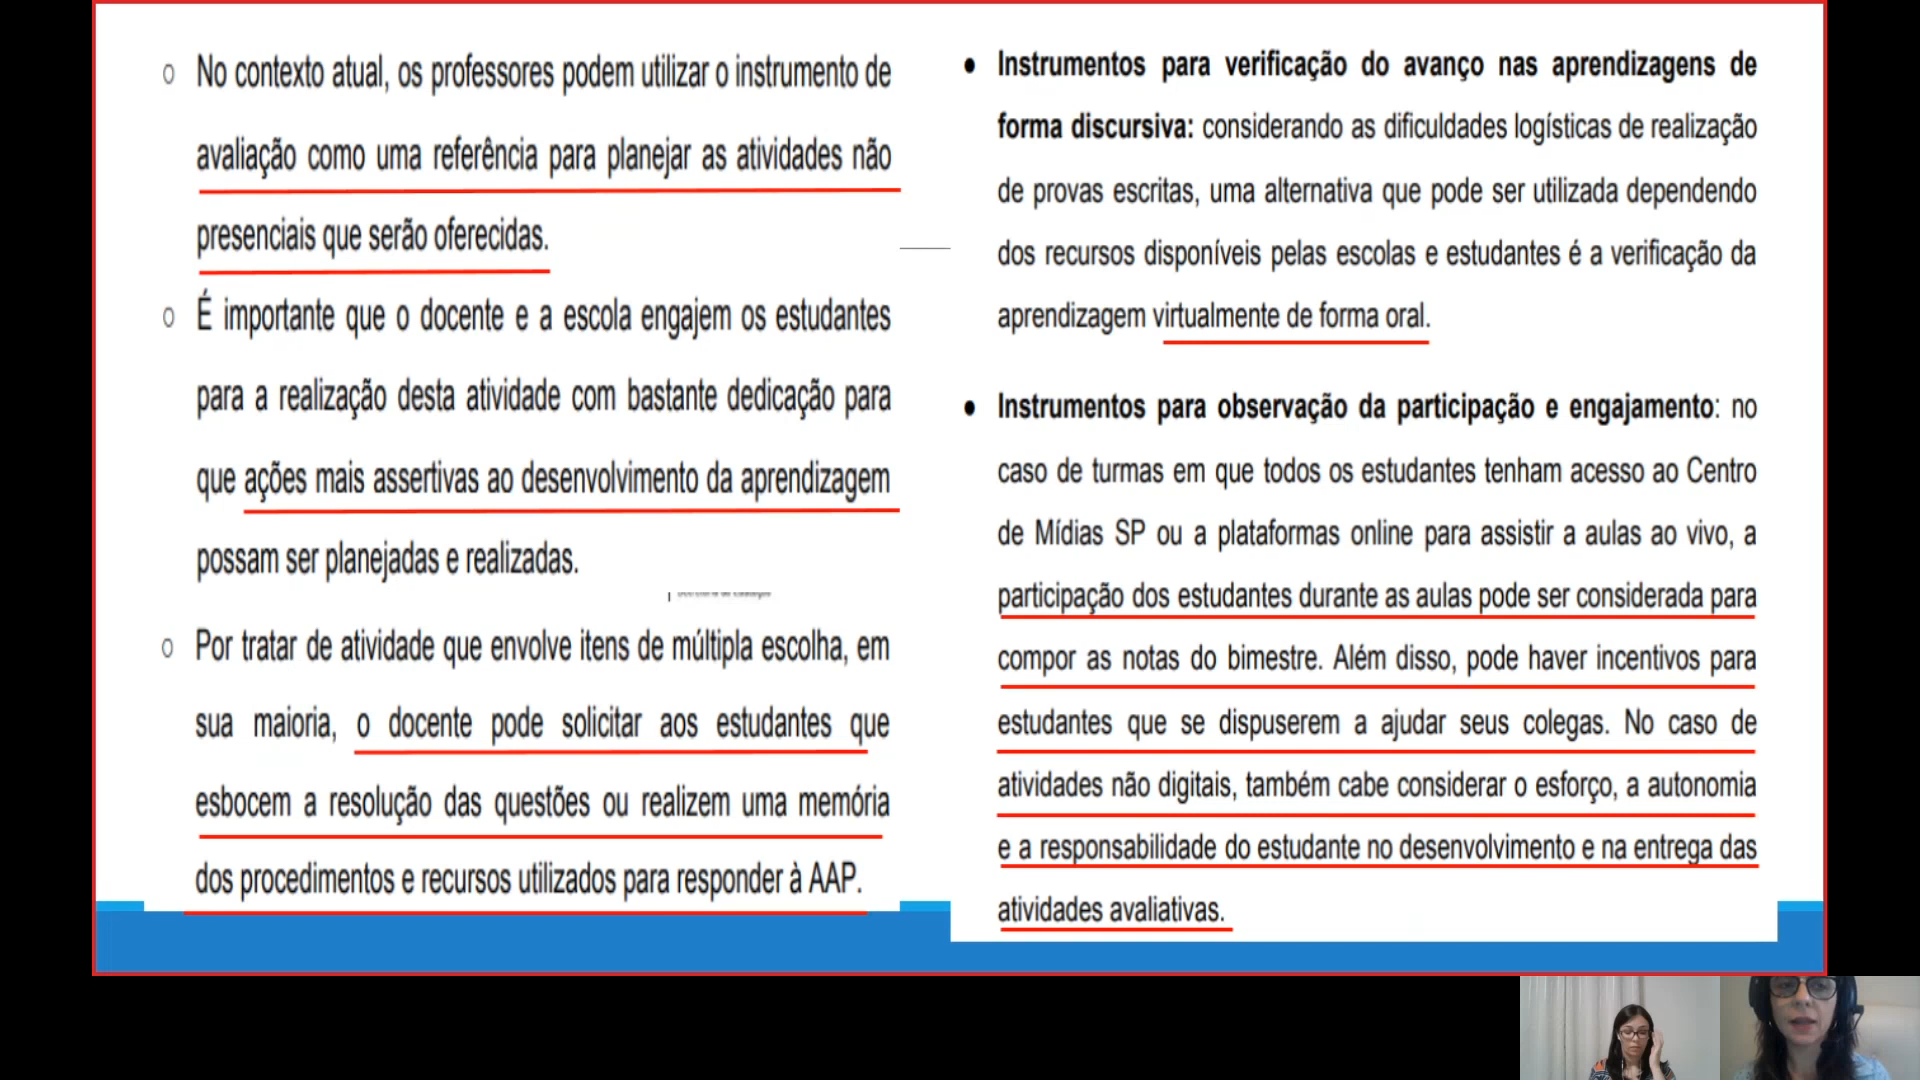 ○ No contexto atual, os professores podem utilizar o instrumento de
avaliação como uma referência para planejar as atividades não
presenciais que serão oferecidas.
○ É importante que o docente e a escola engajem os estudantes
para a realização desta atividade com bastante dedicação para
que ações mais assertivas ao desenvolvimento da aprendizagem
possam ser planejadas e realizadas.
○ Por tratar de atividade que envolve itens de múltipla escolha, em
sua maioria, o docente pode solicitar aos estudantes que
esbocem a resolução das questões ou realizem uma memória
dos procedimentos e recursos utilizados para responder à AAP.
● Instrumentos para verificação do avanço nas aprendizagens de
forma discursiva: considerando as dificuldades logísticas de realização
de provas escritas, uma alternativa que pode ser utilizada dependendo
dos recursos disponíveis pelas escolas e estudantes é a verificação da
aprendizagem virtualmente de forma oral.
● Instrumentos para observação da participação e engajamento: no
caso de turmas em que todos os estudantes tenham acesso ao Centro
de Mídias SP ou a plataformas online para assistir a aulas ao vivo, a
participação dos estudantes durante as aulas pode ser considerada para
compor as notas do bimestre. Além disso, pode haver incentivos para
estudantes que se dispuserem a ajudar seus colegas. No caso de
atividades não digitais, também cabe considerar o esforço, a autonomia
e a responsabilidade do estudante no desenvolvimento e na entrega das
atividades avaliativas.